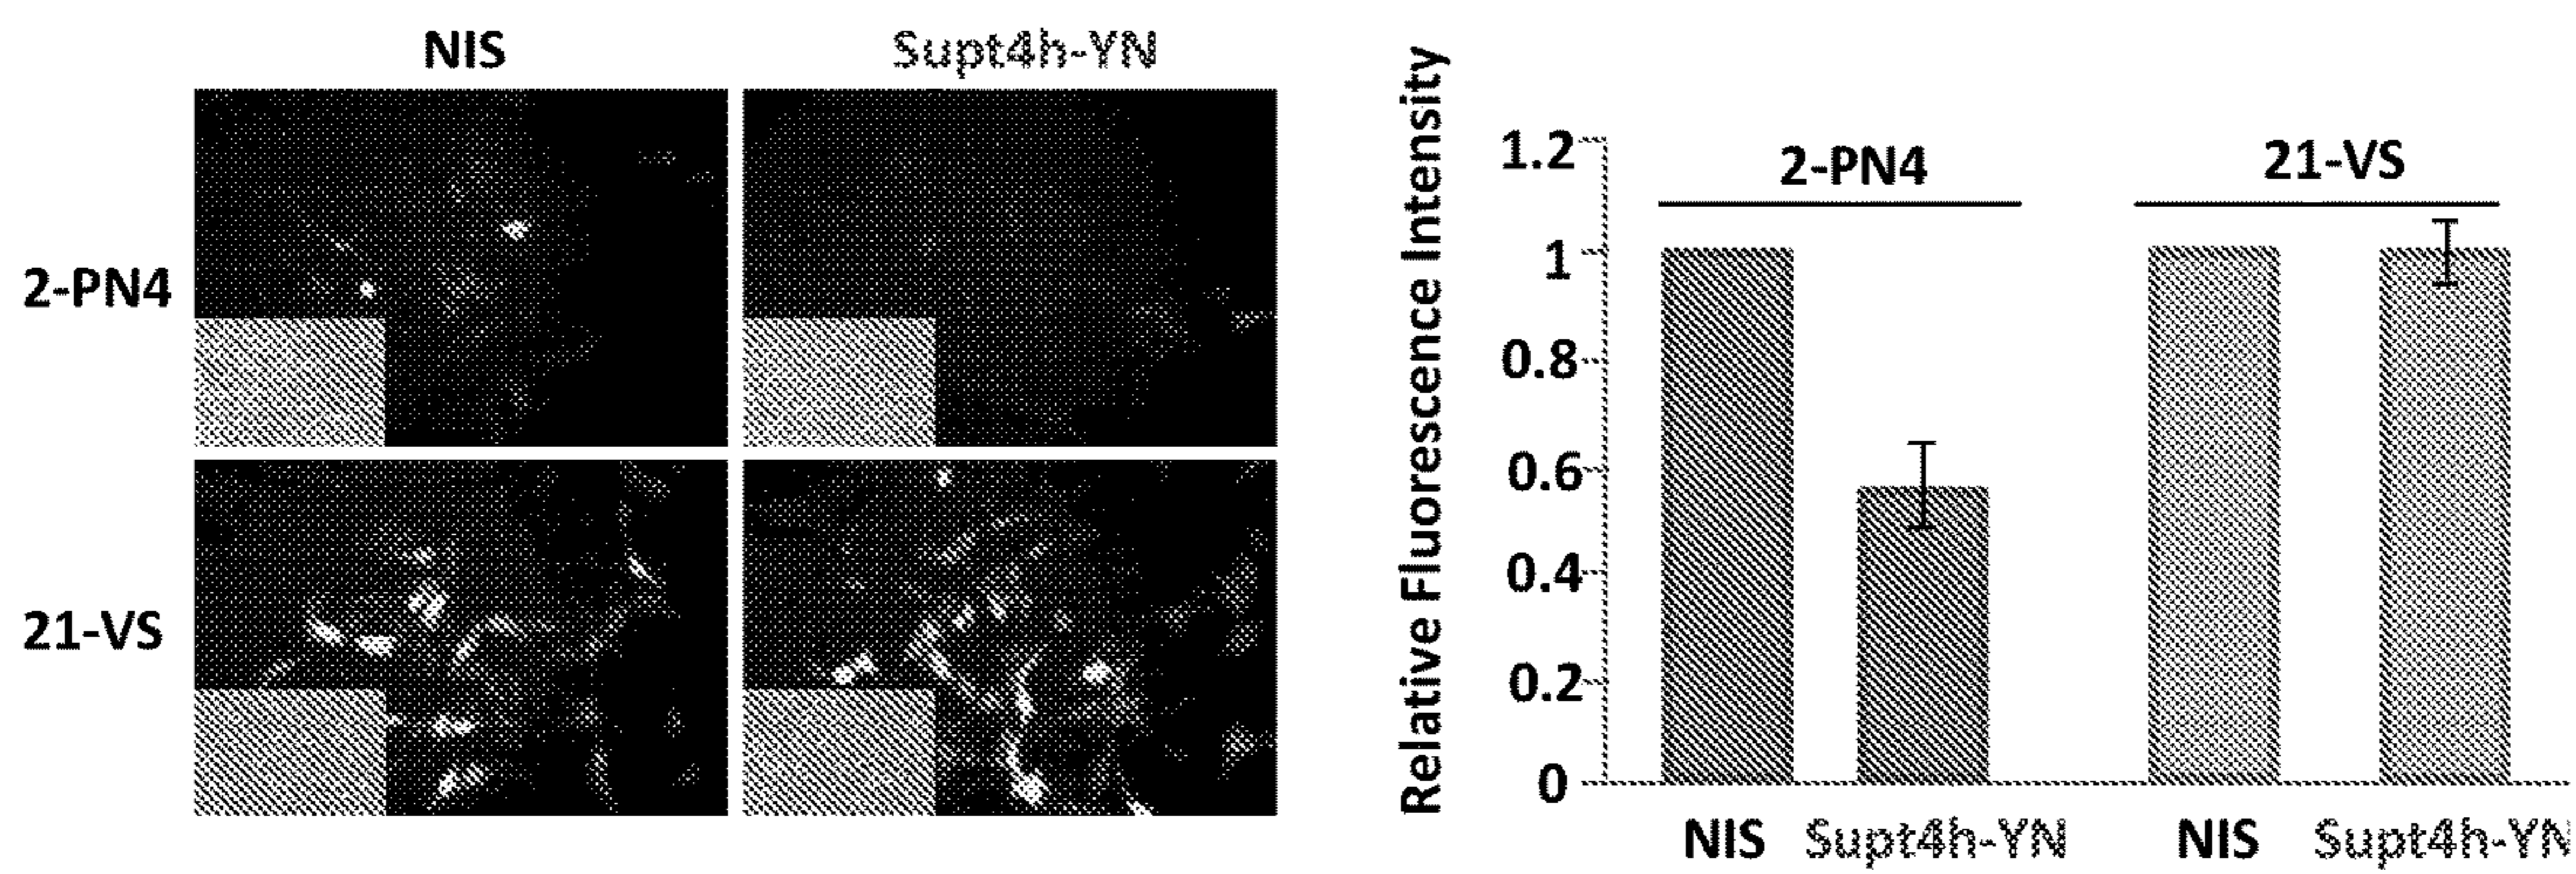 NIS Supt4h-YN
2-PN4
21-VS
Relative Fluorescence Intensity
1.2
1
0.8
0.6
0.4
0.2
0
2-PN4 21-VS
NIS Supt4h-YN NIS Supt4h-YN